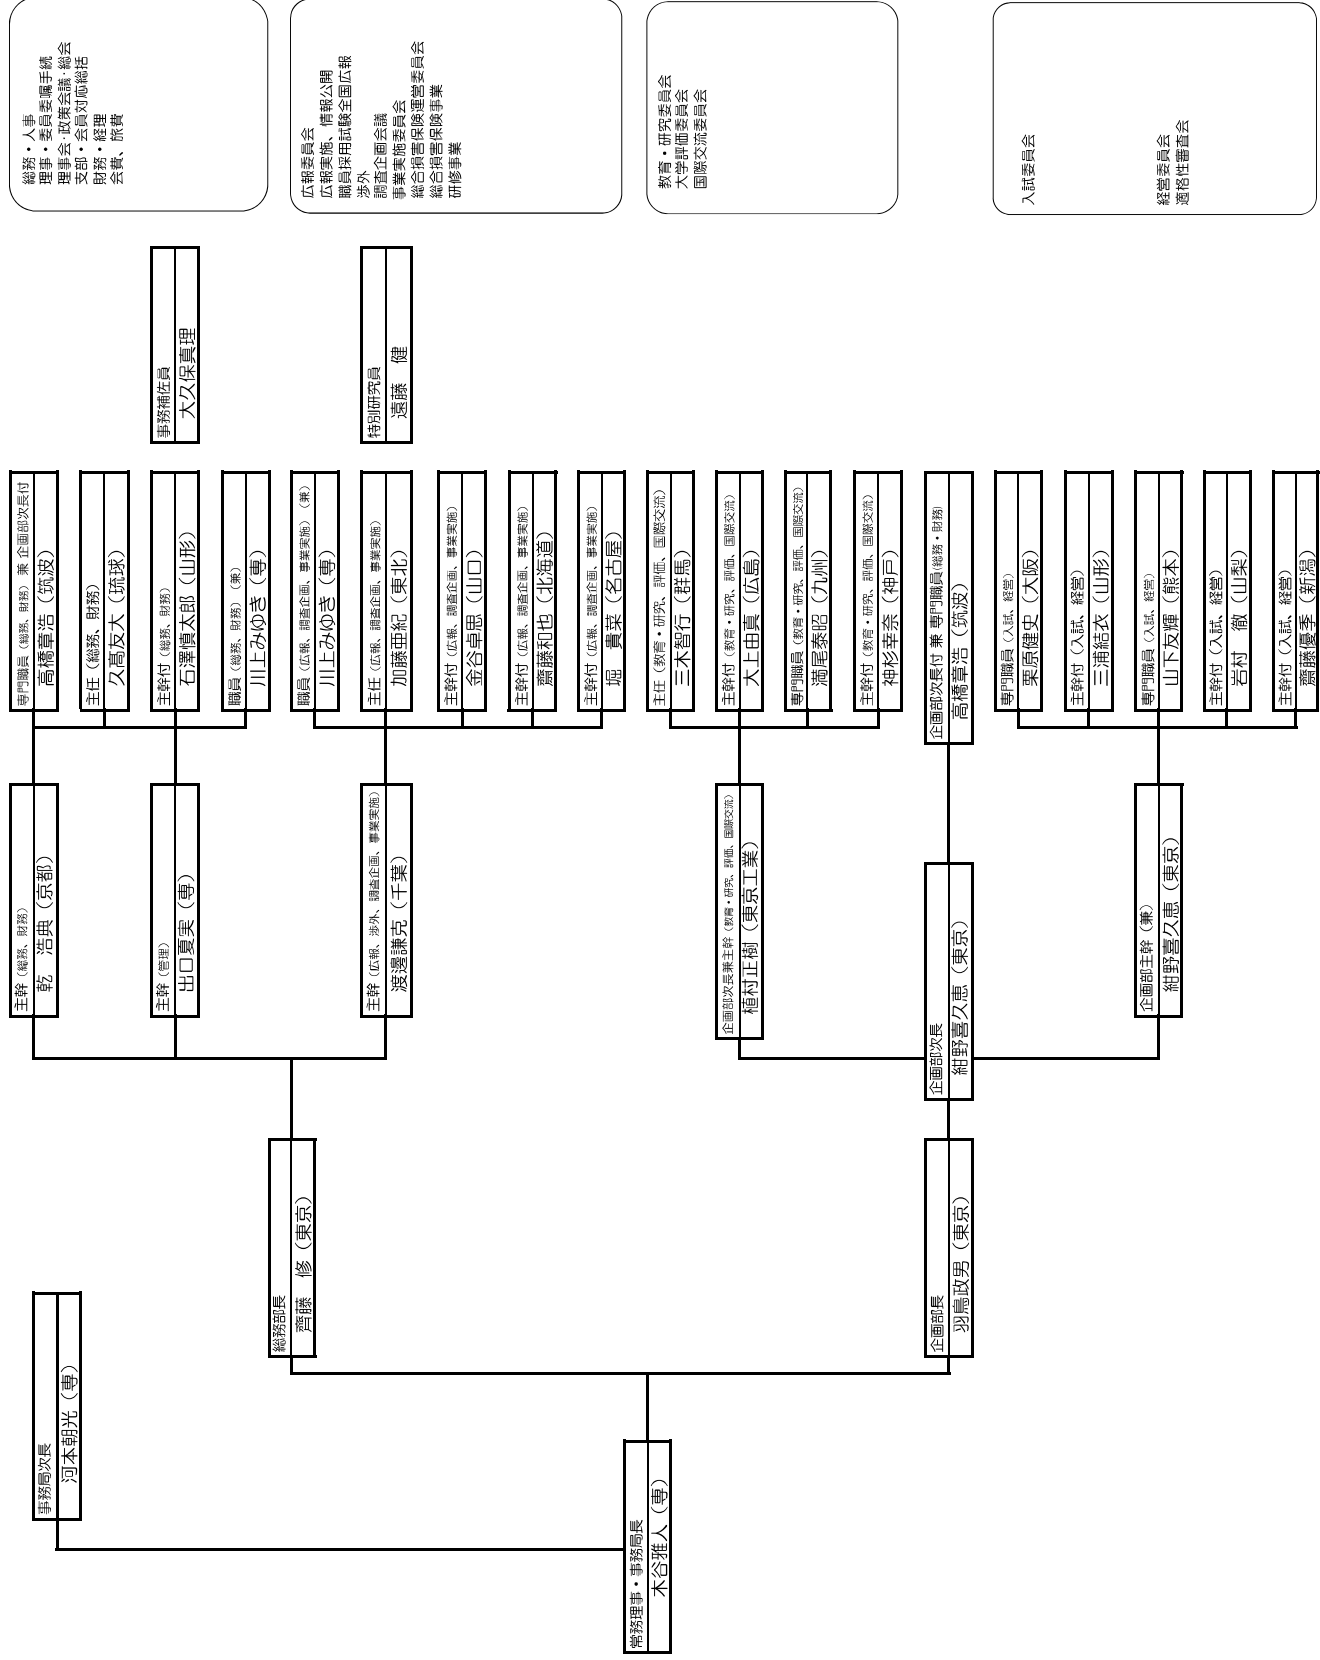 常務理事・事務局長
木谷雅人（専）
事務局次長
河本朝光（専）
総務部長
齊藤　修（東京）
企画部長
羽鳥政男（東京）
主幹（総務、財務）
乾　浩典（京都）
主幹（管理）
出口夏実（専）
主幹（広報、渉外、調査企画、事業実施）
渡邊謙克（千葉）
企画部次長兼主幹（教育・研究、評価、国際交流）
植村正樹（東京工業）
企画部次長
紺野喜久恵（東京）
企画部主幹（兼）
紺野喜久恵（東京）
専門職員（総務、財務）兼 企画部次長付
高橋章浩（筑波）
主任（総務、財務）
久高友大（琉球）
主幹付（総務、財務）
石澤慎太郎（山形）
職員（総務、財務）（兼）
川上みゆき（専）
職員（広報、調査企画、事業実施）（兼）
川上みゆき（専）
主任（広報、調査企画、事業実施）
加藤亜紀（東北）
主幹付（広報、調査企画、事業実施）
金谷卓思（山口）
主幹付（広報、調査企画、事業実施）
齋藤和也（北海道）
主幹付（広報、調査企画、事業実施）
堀　貴菜（名古屋）
主任（教育・研究、評価、国際交流）
三木智行（群馬）
主幹付（教育・研究、評価、国際交流）
大上由真（広島）
専門職員（教育・研究、評価、国際交流）
満尾泰昭（九州）
主幹付（教育・研究、評価、国際交流）
神杉幸奈（神戸）
企画部次長付 兼 専門職員（総務・財務）
高橋章浩（筑波）
専門職員（入試、経営）
栗原健史（大阪）
主幹付（入試、経営）
三浦結衣（山形）
専門職員（入試、経営）
山下友輝（熊本）
主幹付（入試、経営）
岩村　徹（山梨）
主幹付（入試、経営）
齋藤優季（新潟）
事務補佐員
大久保真理
特別研究員
遠藤　健
総務・人事
理事・委員委嘱手続
理事会・政策会議・総会
支部・会員対応総括
財務・経理
会費、旅費
広報委員会
広報実施、情報公開
職員採用試験全国広報
渉外
調査企画会議
事業実施委員会
総合損害保険運営委員会
総合損害保険事業
研修事業
教育・研究委員会
大学評価委員会
国際交流委員会
入試委員会
経営委員会
適格性審査会